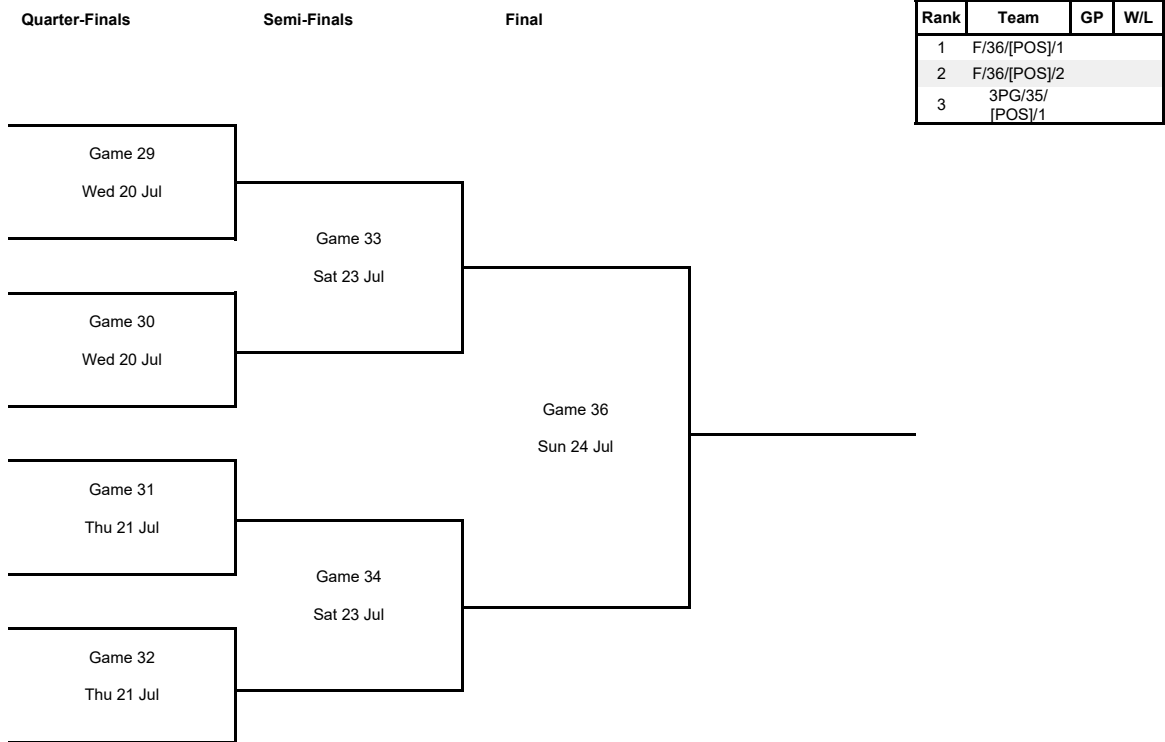 Quarter-Finals Semi-Finals Final
Rank Team GP W/L
1 F/36/[POS]/1
2 F/36/[POS]/2
3 3PG/35/
[POS]/1
Game 29
Wed 20 Jul
Game 33
Sat 23 Jul
Game 30
Wed 20 Jul
Game 36
Sun 24 Jul
Game 31
Thu 21 Jul
Game 34
Sat 23 Jul
Game 32
Thu 21 Jul